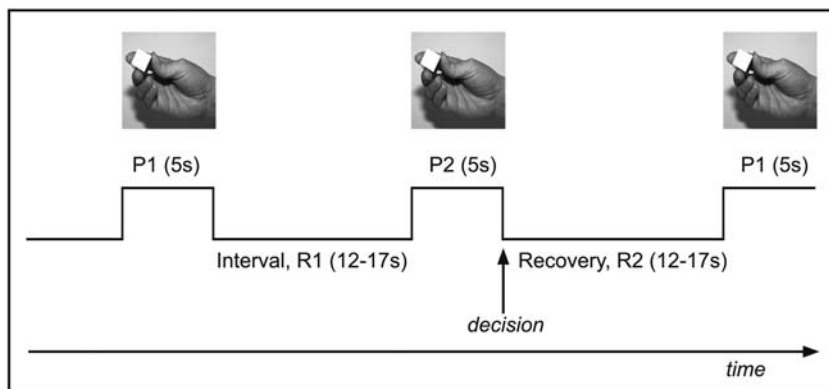 P1 (5s) P2 (5s) P1 (5s)
Interval, R1 (12-17s) Recovery, R2 (12-17s)
decision
time